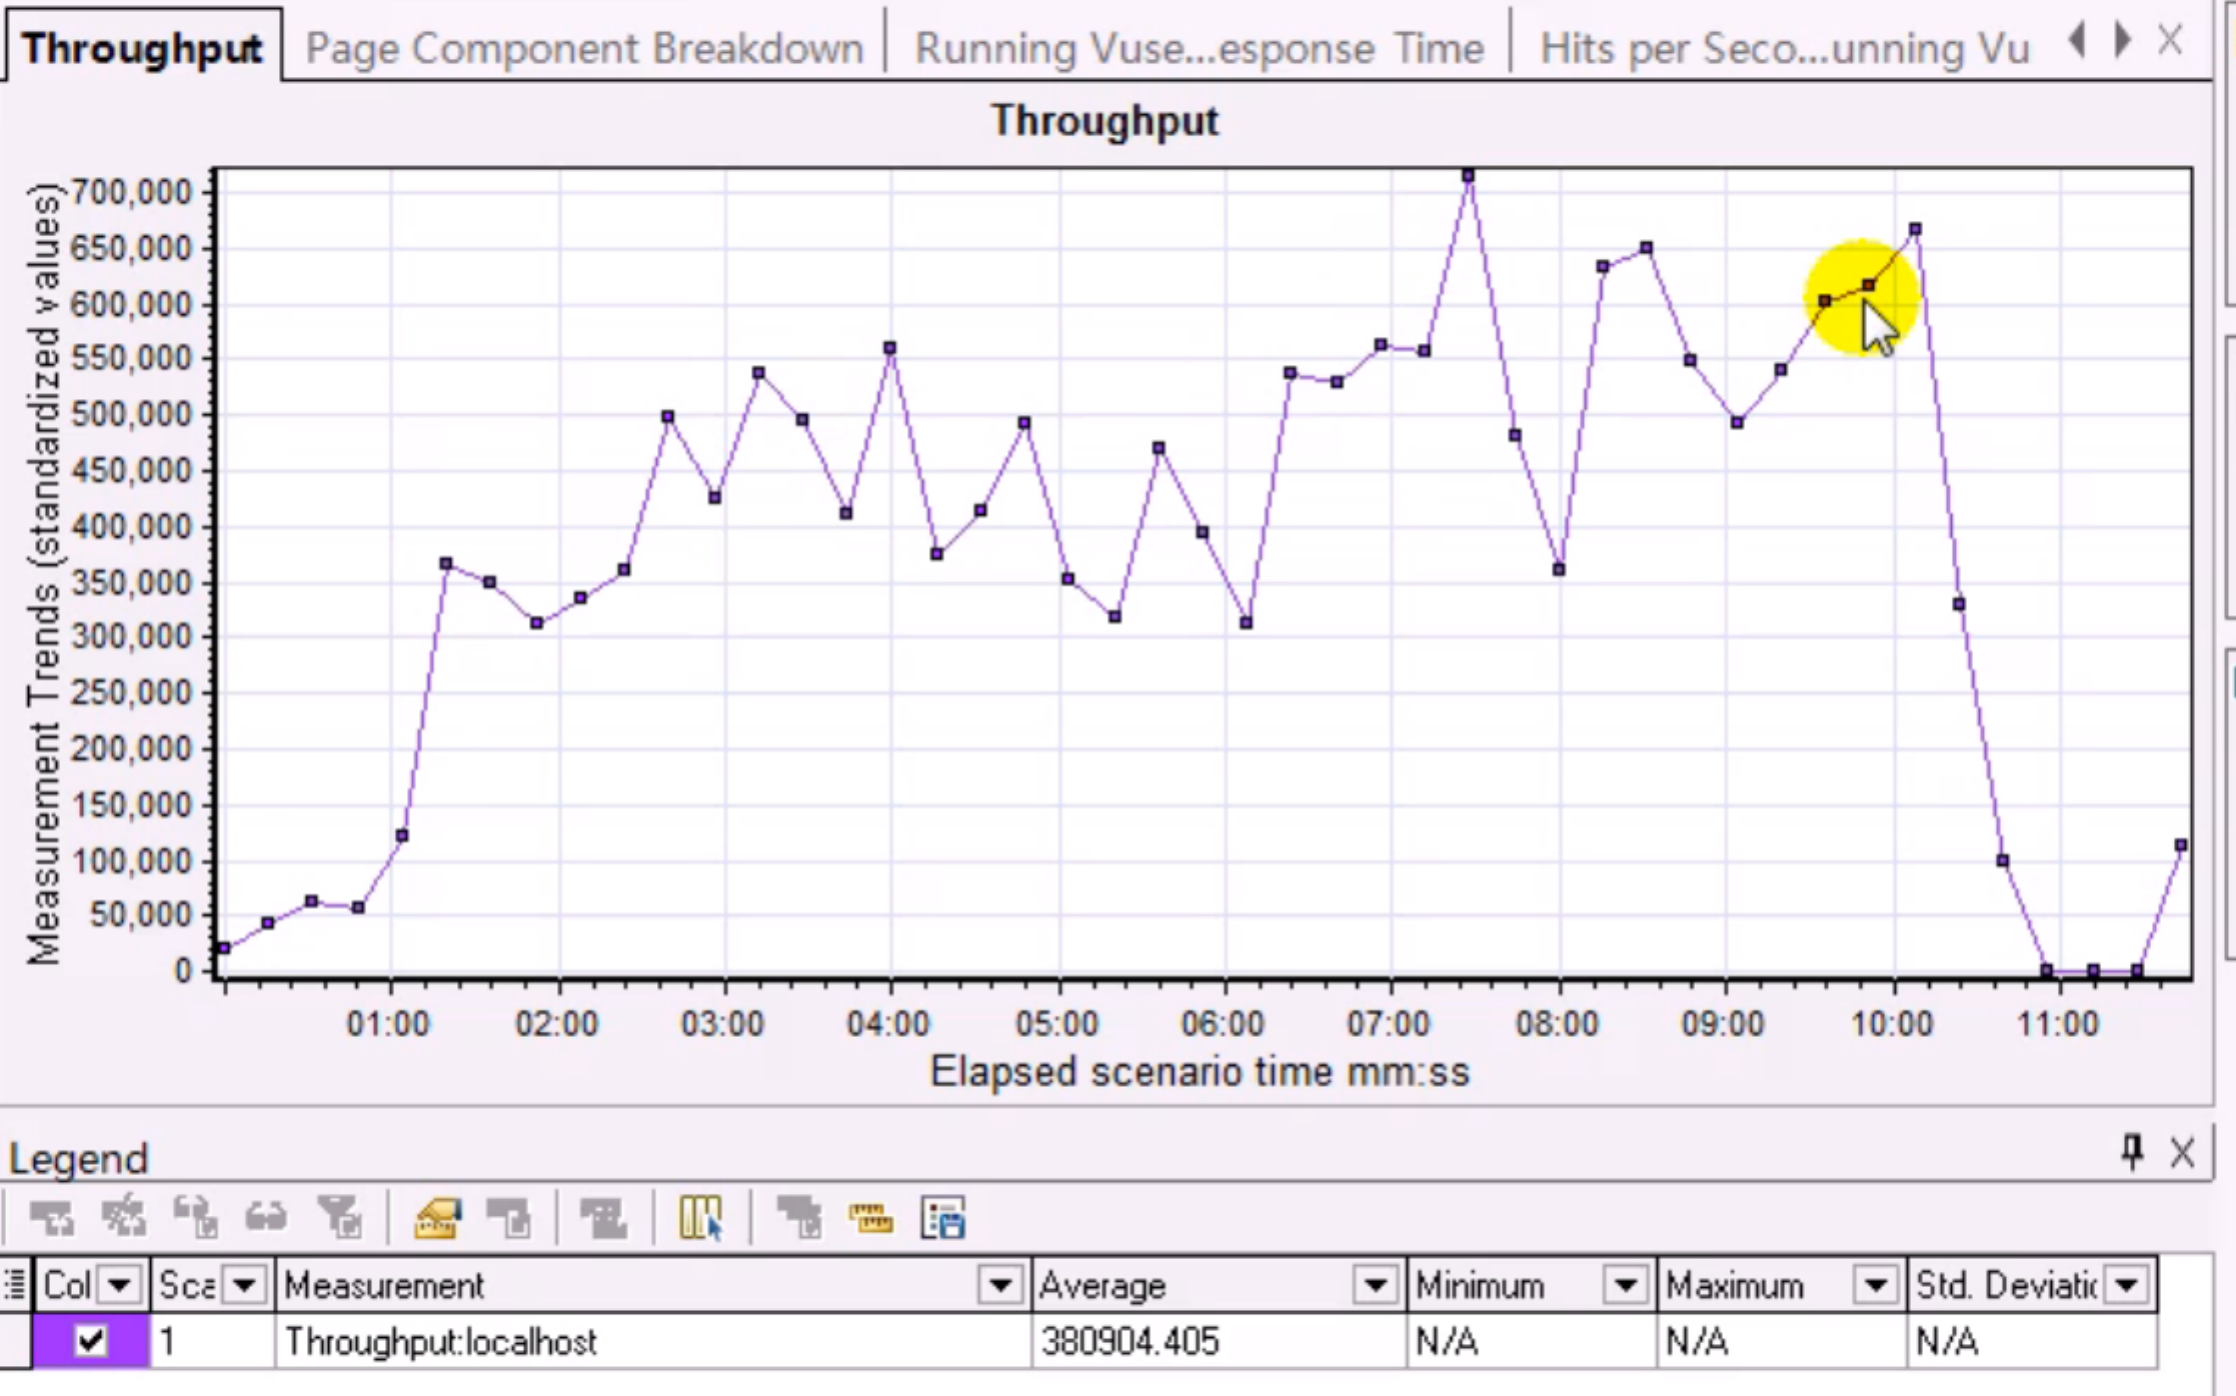 Throughput
Page Component Breakdown
Running Vuse...esponse Time
Hits per Seco...unning Vu
Throughput
Measurement Trends (standardized values)
700,000
650,000
600,000
550,000
500,000
450,000
400,000
350,000
300,000
250,000
200,000
150,000
100,000
50,000
0
01:00 02:00 03:00 04:00 05:00 06:00 07:00 08:00 09:00 10:00 11:00
Elapsed scenario time mm:ss
Legend
Col Sca Measurement Average Minimum Maximum Std. Deviatic
1 Throughput:localhost 380904.405 N/A N/A N/A